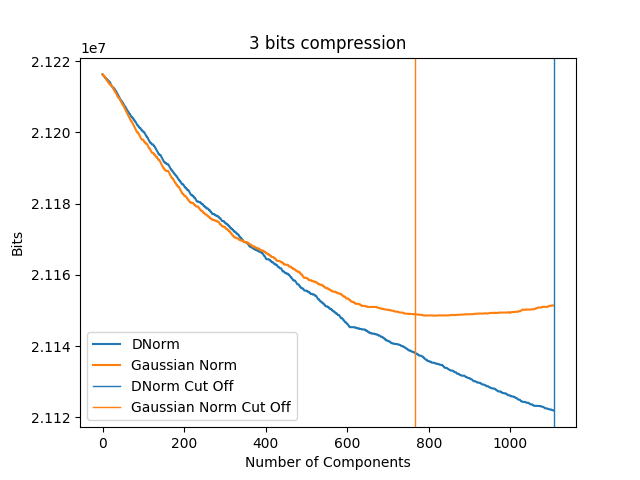 3 bits compression
1e7
2.122
2.120
2.118
2.116
2.114
2.112
Bits
DNorm
Gaussian Norm
DNorm Cut Off
Gaussian Norm Cut Off
0 200 400 600 800 1000
Number of Components